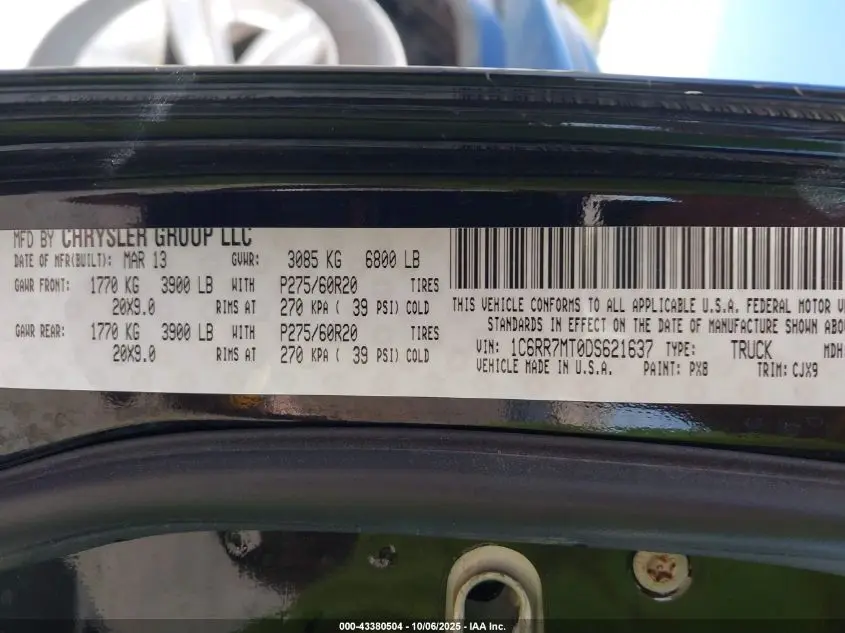 MFD BY CHRYSLER GROUP LLC
DATE OF MFR(BUILT): MAR 13 GVWR: 3085 KG 6800 LB
GAWR FRONT: 1770 KG 3900 LB WITH P275/60R20 TIRES
20X9.0 RIMS AT 270 KPA ( 39 PSI) COLD
GAWR REAR: 1770 KG 3900 LB WITH P275/60R20 TIRES
20X9.0 RIMS AT 270 KPA ( 39 PSI) COLD
THIS VEHICLE CONFORMS TO ALL APPLICABLE U.S.A. FEDERAL MOTOR V
STANDARDS IN EFFECT ON THE DATE OF MANUFACTURE SHOWN ABO
VIN: 1C6RR7MT0DS621637 TYPE: TRUCK MDH
VEHICLE MADE IN U.S.A. PAINT: PX8 TRIM: CJX9
000-43380504 - 10/06/2025 - IAA Inc.